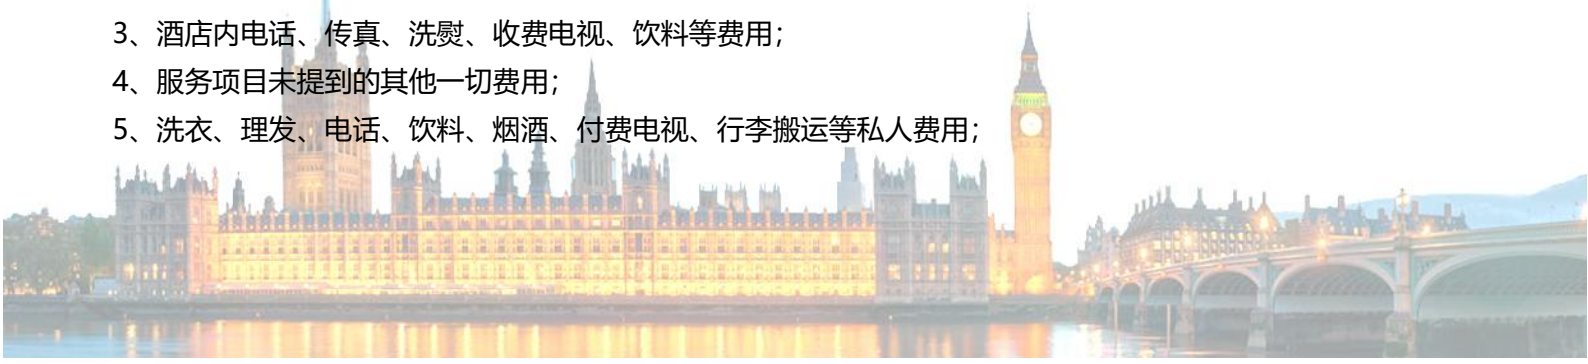 3、酒店内电话、传真、洗熨、收费电视、饮料等费用；
4、服务项目未提到的其他一切费用；
5、洗衣、理发、电话、饮料、烟酒、付费电视、行李搬运等私人费用；